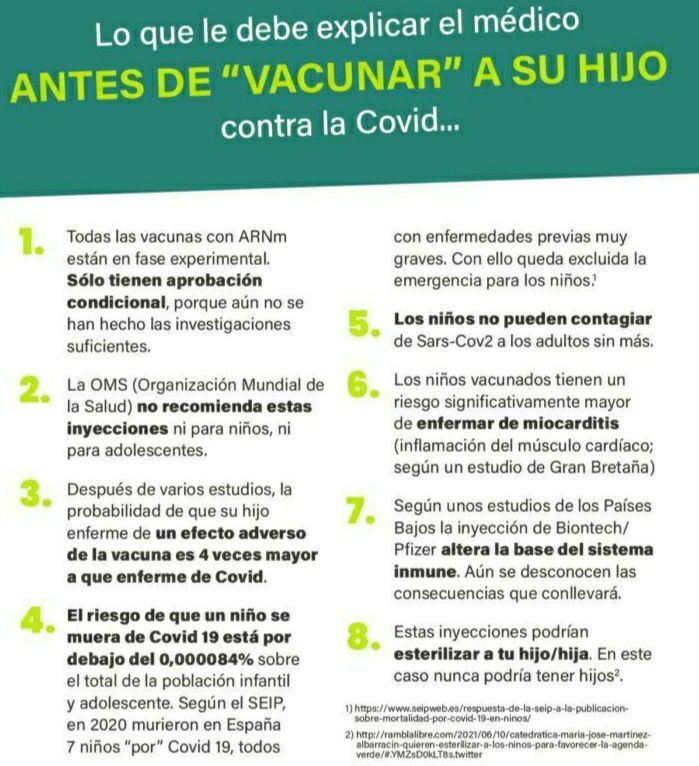 Lo que le debe explicar el médico
ANTES DE “VACUNAR” A SU HIJO
contra la Covid...
1. Todas las vacunas con ARNm
están en fase experimental.
Sólo tienen aprobación
condicional, porque aún no se
han hecho las investigaciones
suficientes.
2. La OMS (Organización Mundial de
la Salud) no recomienda estas
inyecciones ni para niños, ni
para adolescentes.
3. Después de varios estudios, la
probabilidad de que su hijo
enferme de un efecto adverso
de la vacuna es 4 veces mayor
a que enferme de Covid.
4. El riesgo de que un niño se
muera de Covid 19 está por
debajo del 0,000084% sobre
el total de la población infantil
y adolescente. Según el SEIP,
en 2020 murieron en España
7 niños “por” Covid 19, todos
con enfermedades previas muy
graves. Con ello queda excluida la
emergencia para los niños.¹
5. Los niños no pueden contagiar
de Sars-Cov2 a los adultos sin más.
6. Los niños vacunados tienen un
riesgo significativamente mayor
de enfermar de miocarditis
(inflamación del músculo cardíaco;
según un estudio de Gran Bretaña)
7. Según unos estudios de los Países
Bajos la inyección de Biontech/
Pfizer altera la base del sistema
inmune. Aún se desconocen las
consecuencias que conllevará.
8. Estas inyecciones podrían
esterilizar a tu hijo/hija. En este
caso nunca podría tener hijos².
1) https://www.seipweb.es/respuesta-de-la-seip-a-la-publicacion-
sobre-mortalidad-por-covid-19-en-ninos/
2) http://ramblalibre.com/2021/06/10/catedratica-maria-jose-martinez-
albarracin-quieren-esterilizar-a-los-ninos-para-favorecer-la-agenda-
verde/#.YMZsD0kLT8s.twitter